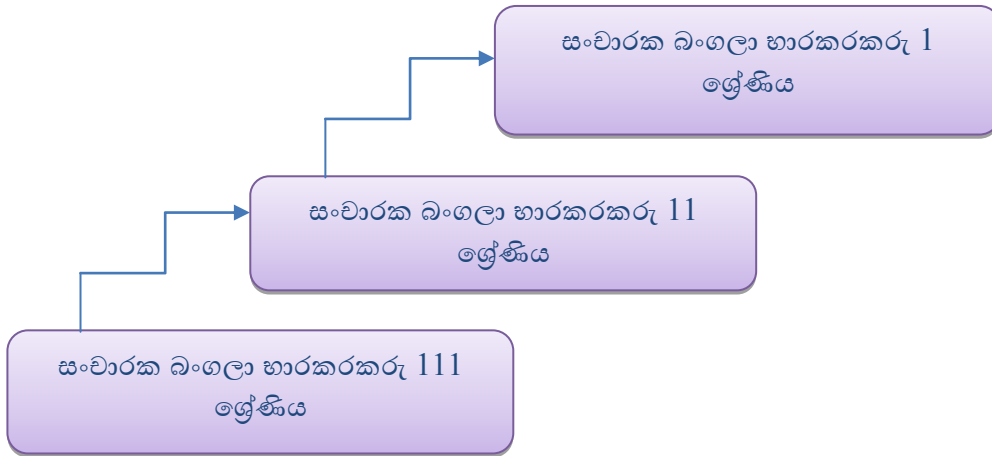 සංචාරක බංගලා භාරකරකරු 1
ශ්‍රේණිය
සංචාරක බංගලා භාරකරකරු 11
ශ්‍රේණිය
සංචාරක බංගලා භාරකරකරු 111
ශ්‍රේණිය